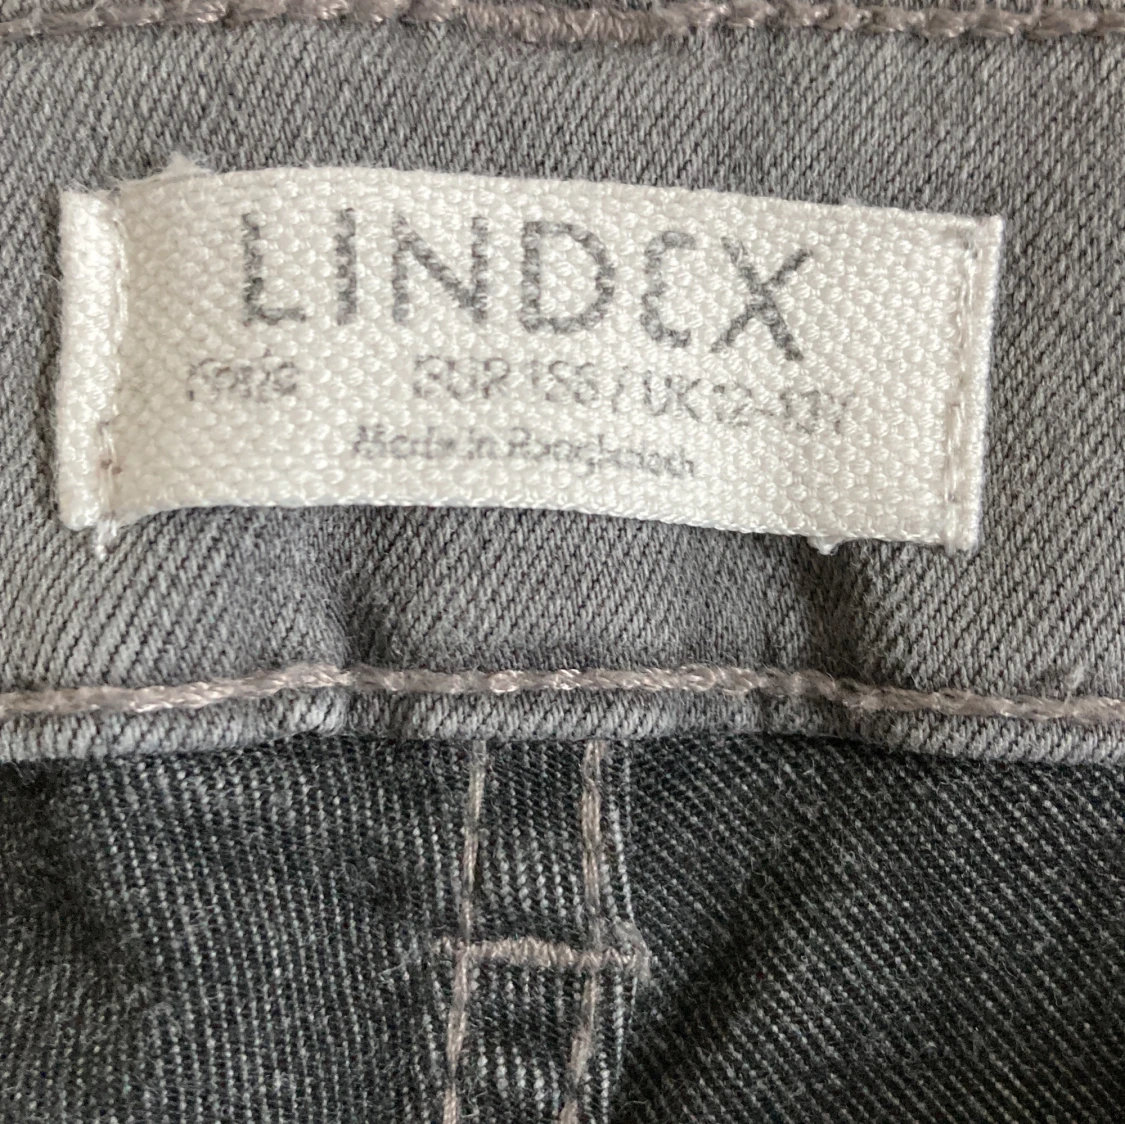 LINDEX
EUR 158 / UK 12-13Y
Made in Bangladesh